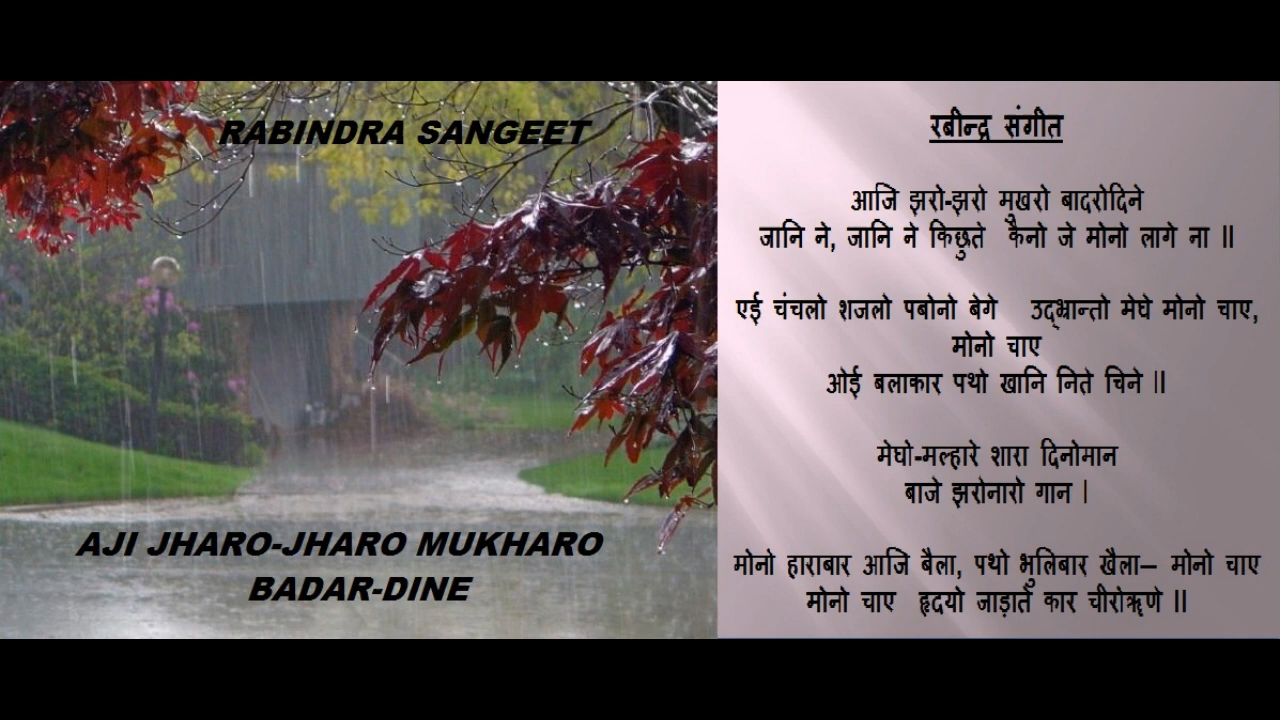 RABINDRA SANGEET
AJI JHARO-JHARO MUKHARO
BADAR-DINE
रबीन्द्र संगीत
आजि झरो-झरो मुखरो बादरोदिने
जानि ने, जानि ने किछुते कैनो जे मोनो लागे ना ॥
एई चंचलो शजलो पबोनो बेगे उद्भ्रान्तो मेघे मोनो चाए,
मोनो चाए
ओई बलाकार पथो खानि निते चिने ॥
मेघो-मल्हारे शारा दिनोमान
बाजे झरोनारो गान |
मोनो हाराबार आजि बैला, पथो भुलिबार खैला— मोनो चाए
मोनो चाए हृदयो जाड़ाते कार चीरोॠणे ॥